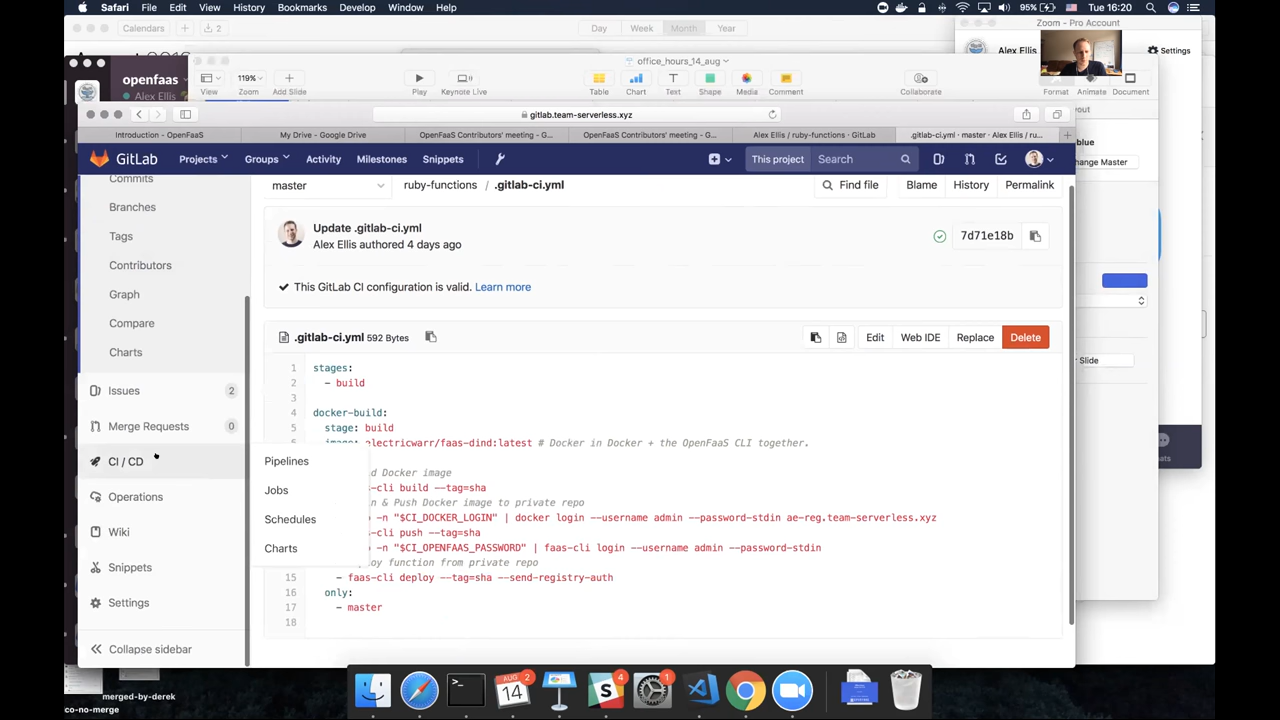 Safari File Edit View History Bookmarks Develop Window Help
95% Tue 16:20
Calendars
2
Day Week Month Year
Zoom - Pro Account
Alex Ellis
Settings
openfaas
Alex Ellis
office_hours_14_aug
119%
View Zoom Add Slide
Play Keynote Live
Table Chart Text Shape Media Comment
Collaborate
Format Animate Document
gitlab.team-serverless.xyz
Introduction - OpenFaaS
My Drive - Google Drive
OpenFaaS Contributors' meeting - G...
OpenFaaS Contributors' meeting - G...
Alex Ellis / ruby-functions · GitLab
.gitlab-ci.yml · master · Alex Ellis / ru...
GitLab Projects Groups Activity Milestones Snippets
This project Search
blue
hange Master
Slide
Commits
Branches
Tags
Contributors
Graph
Compare
Charts
Issues 2
Merge Requests 0
CI / CD
Operations
Wiki
Snippets
Settings
Collapse sidebar
Pipelines
Jobs
Schedules
Charts
master
ruby-functions / .gitlab-ci.yml
Find file Blame History Permalink
Update .gitlab-ci.yml
Alex Ellis authored 4 days ago
7d71e18b
This GitLab CI configuration is valid. Learn more
.gitlab-ci.yml 592 Bytes
Edit Web IDE Replace Delete
1 stages:
2 - build
3
4 docker-build:
5 stage: build
electricwarr/faas-dind:latest # Docker in Docker + the OpenFaaS CLI together.
d Docker image
s-cli build --tag=sha
n & Push Docker image to private repo
-n "$CI_DOCKER_LOGIN" | docker login --username admin --password-stdin ae-reg.team-serverless.xyz
s-cli push --tag=sha
-n "$CI_OPENFAAS_PASSWORD" | faas-cli login --username admin --password-stdin
oy function from private repo
15 - faas-cli deploy --tag=sha --send-registry-auth
16 only:
17 - master
18
merged-by-derek
co-no-merge
AUG
14
2
4
1